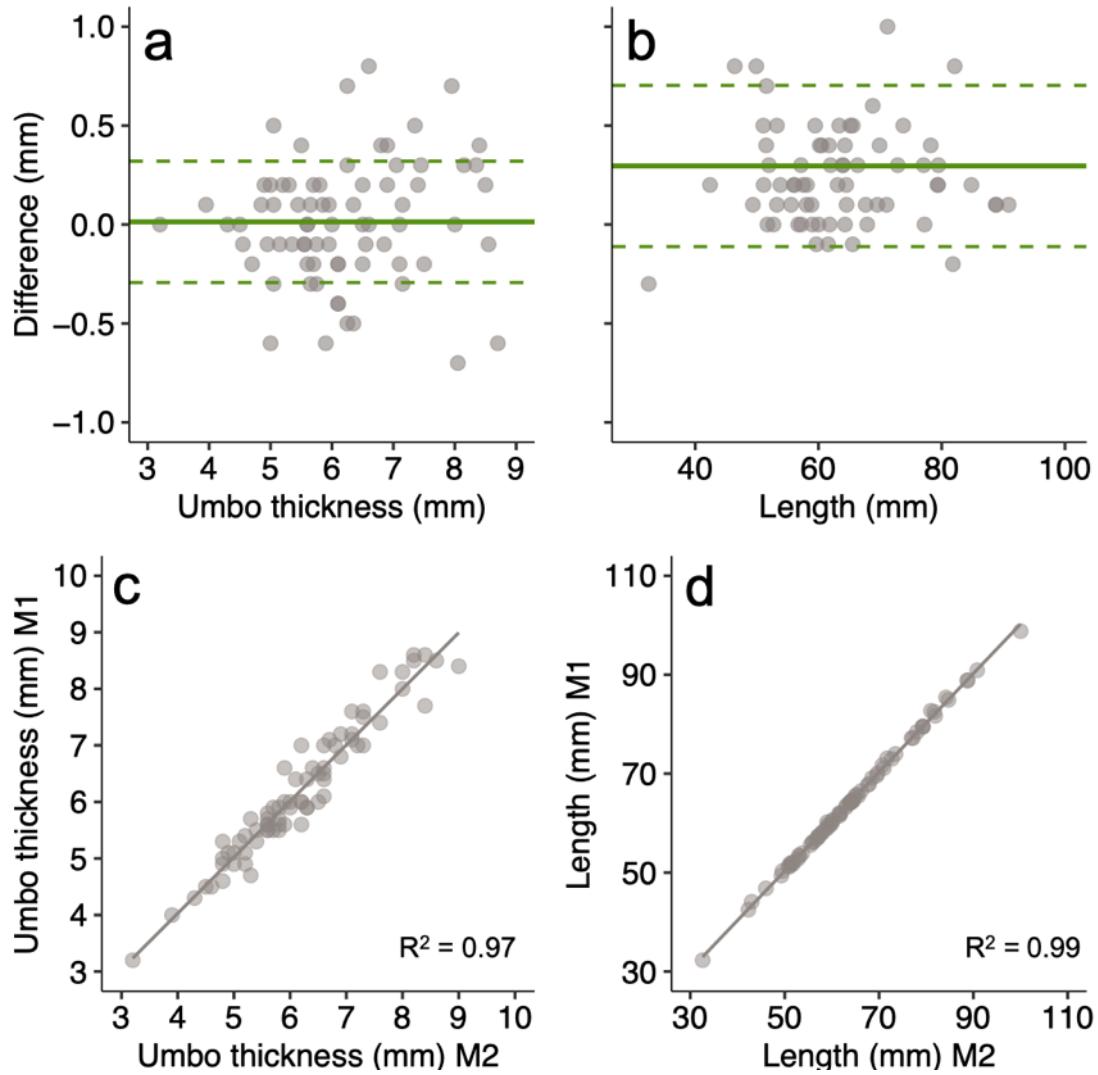 a
b
Difference (mm)
1.0
0.5
0.0
−0.5
−1.0
3 4 5 6 7 8 9
Umbo thickness (mm)
40 60 80 100
Length (mm)
c
Umbo thickness (mm) M1
10
9
8
7
6
5
4
3
R² = 0.97
3 4 5 6 7 8 9 10
Umbo thickness (mm) M2
d
Length (mm) M1
110
90
70
50
30
R² = 0.99
30 50 70 90 110
Length (mm) M2